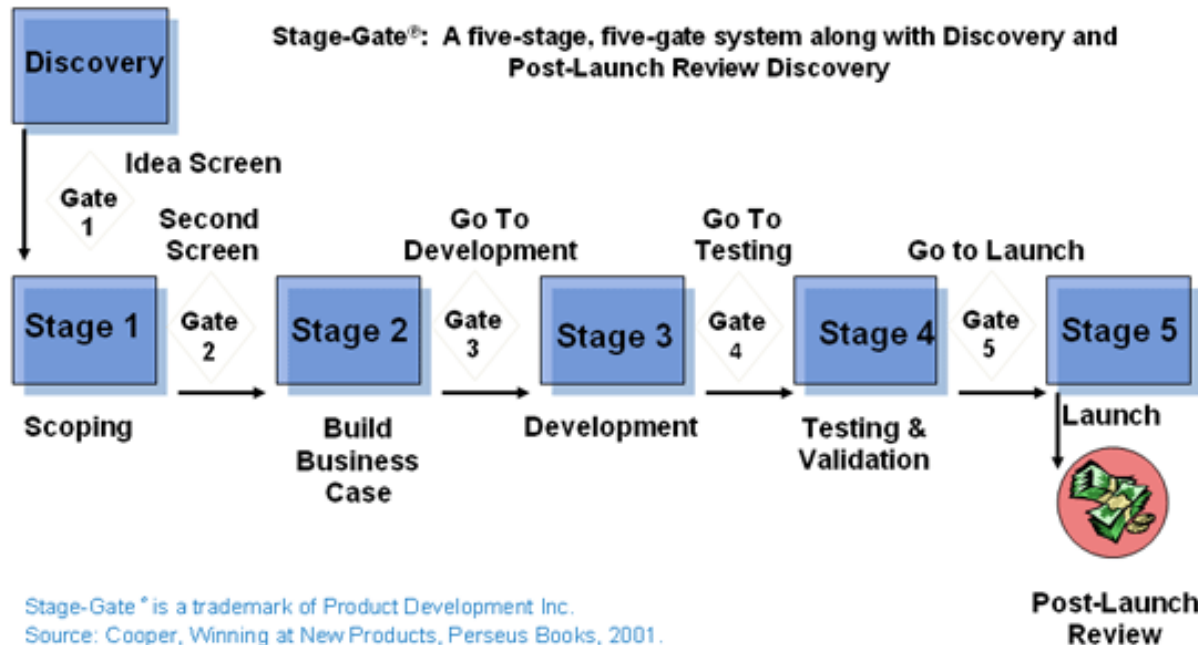 Stage-Gate®: A five-stage, five-gate system along with Discovery and
Post-Launch Review Discovery
Discovery
Idea Screen
Gate
1
Second
Screen
Go To
Development
Go To
Testing
Go to Launch
Stage 1
Gate
2
Stage 2
Gate
3
Stage 3
Gate
4
Stage 4
Gate
5
Stage 5
Scoping
Build
Business
Case
Development
Testing &
Validation
Launch
Post-Launch
Review
Stage-Gate® is a trademark of Product Development Inc.
Source: Cooper, Winning at New Products, Perseus Books, 2001.